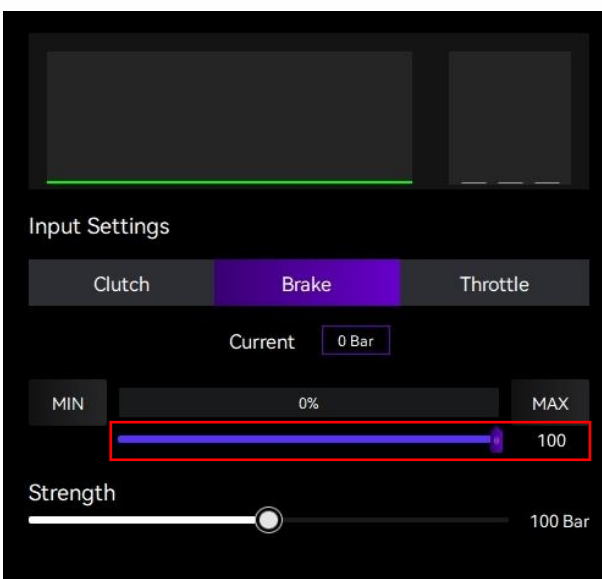 Input Settings
Clutch Brake Throttle
Current 0 Bar
MIN 0% MAX
100
Strength
100 Bar